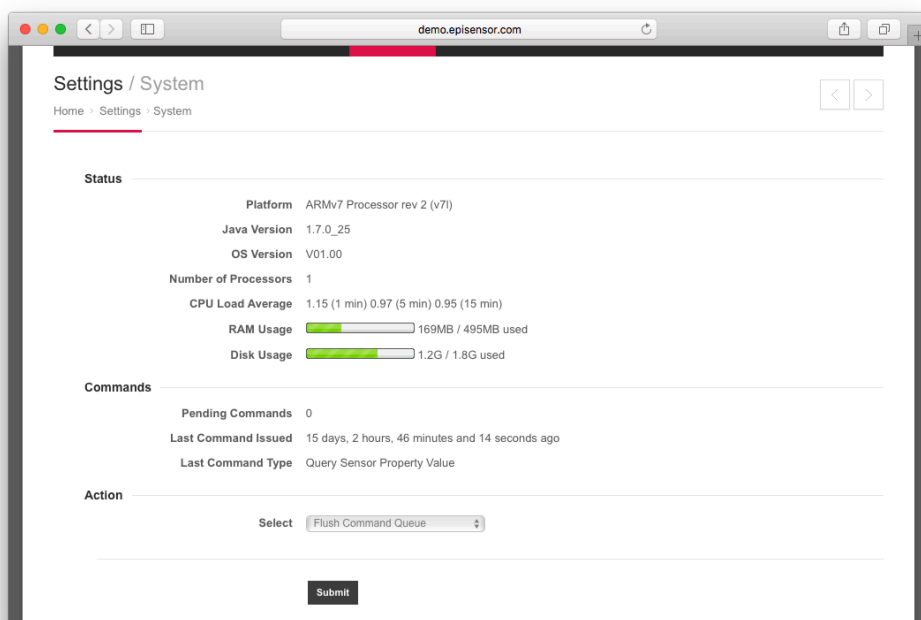 demo.episensor.com
Settings / System
Home › Settings › System
Status
Platform ARMv7 Processor rev 2 (v7l)
Java Version 1.7.0_25
OS Version V01.00
Number of Processors 1
CPU Load Average 1.15 (1 min) 0.97 (5 min) 0.95 (15 min)
RAM Usage 169MB / 495MB used
Disk Usage 1.2G / 1.8G used
Commands
Pending Commands 0
Last Command Issued 15 days, 2 hours, 46 minutes and 14 seconds ago
Last Command Type Query Sensor Property Value
Action
Select Flush Command Queue
Submit